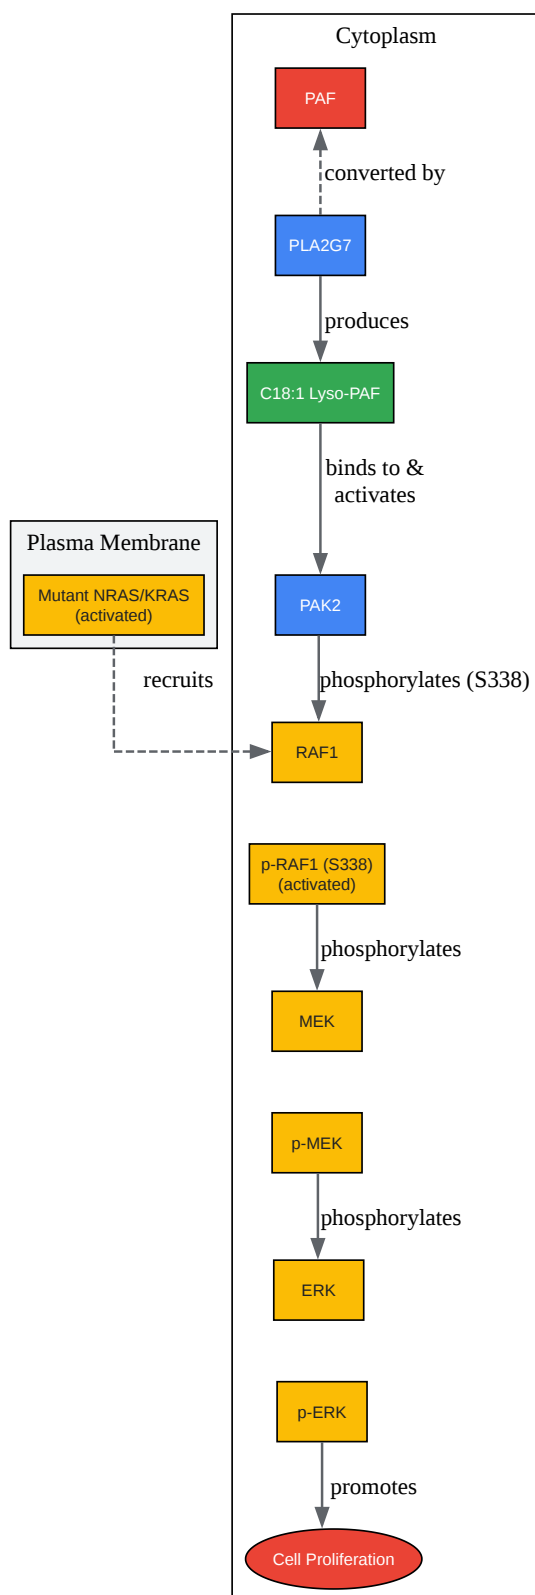 Cytoplasm
PAF
converted by
PLA2G7
produces
C18:1 Lyso-PAF
binds to &
activates
Plasma Membrane
Mutant NRAS/KRAS
(activated)
PAK2
recruits
phosphorylates (S338)
RAF1
p-RAF1 (S338)
(activated)
phosphorylates
MEK
p-MEK
phosphorylates
ERK
p-ERK
promotes
Cell Proliferation